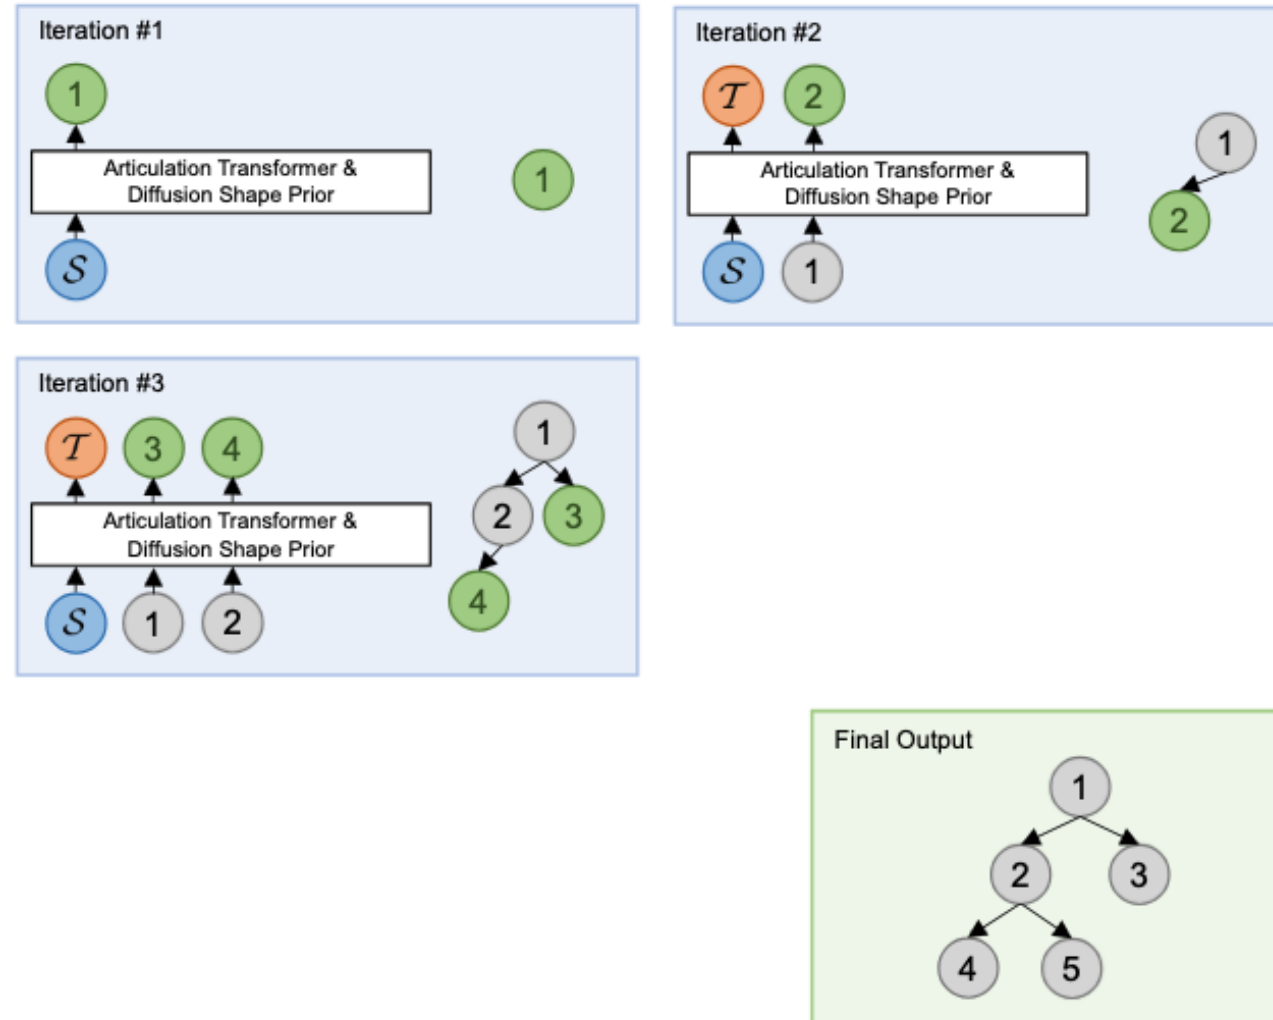 Iteration #1
1
Articulation Transformer &
Diffusion Shape Prior
1
S
Iteration #2
T 2
1
Articulation Transformer &
Diffusion Shape Prior
2
S 1
Iteration #3
T 3 4
1
Articulation Transformer &
Diffusion Shape Prior
2 3
4
S 1 2
Final Output
1
2 3
4 5